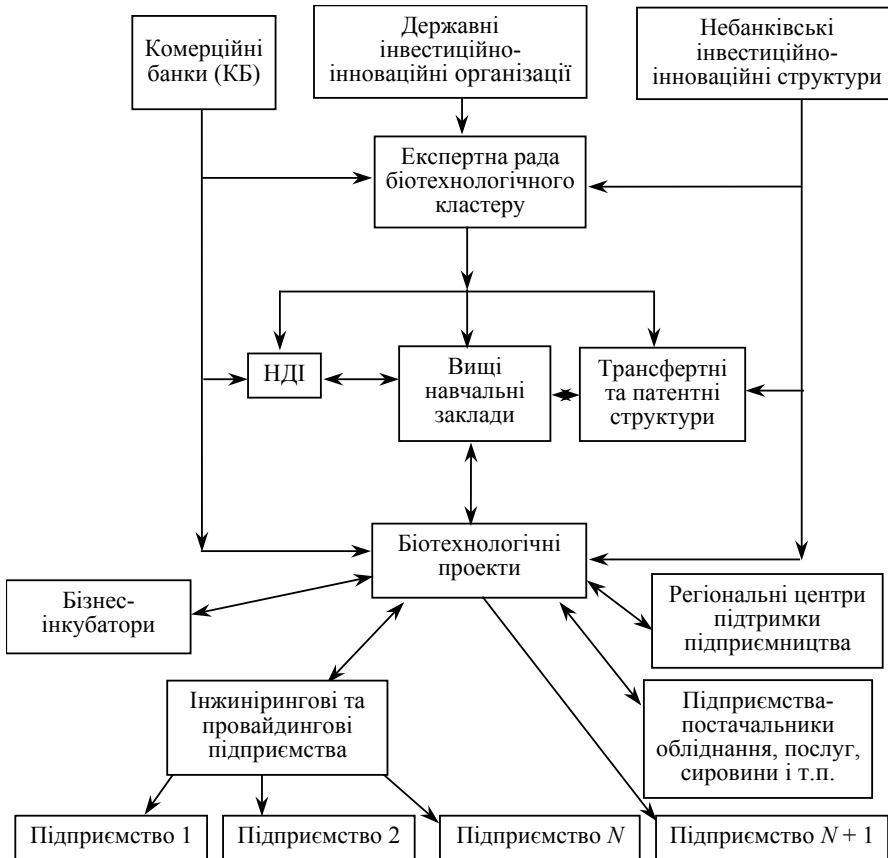 Комерційні
банки (КБ)
Державні
інвестиційно-
інноваційні організації
Небанківські
інвестиційно-
інноваційні структури
Експертна рада
біотехнологічного
кластеру
НДІ
Вищі
навчальні
заклади
Трансфертні
та патентні
структури
Біотехнологічні
проекти
Бізнес-
інкубатори
Регіональні центри
підтримки
підприємництва
Інжинірингові та
провайдингові
підприємства
Підприємства-
постачальники
обліднання, послуг,
сировини і т.п.
Підприємство 1
Підприємство 2
Підприємство N
Підприємство N + 1